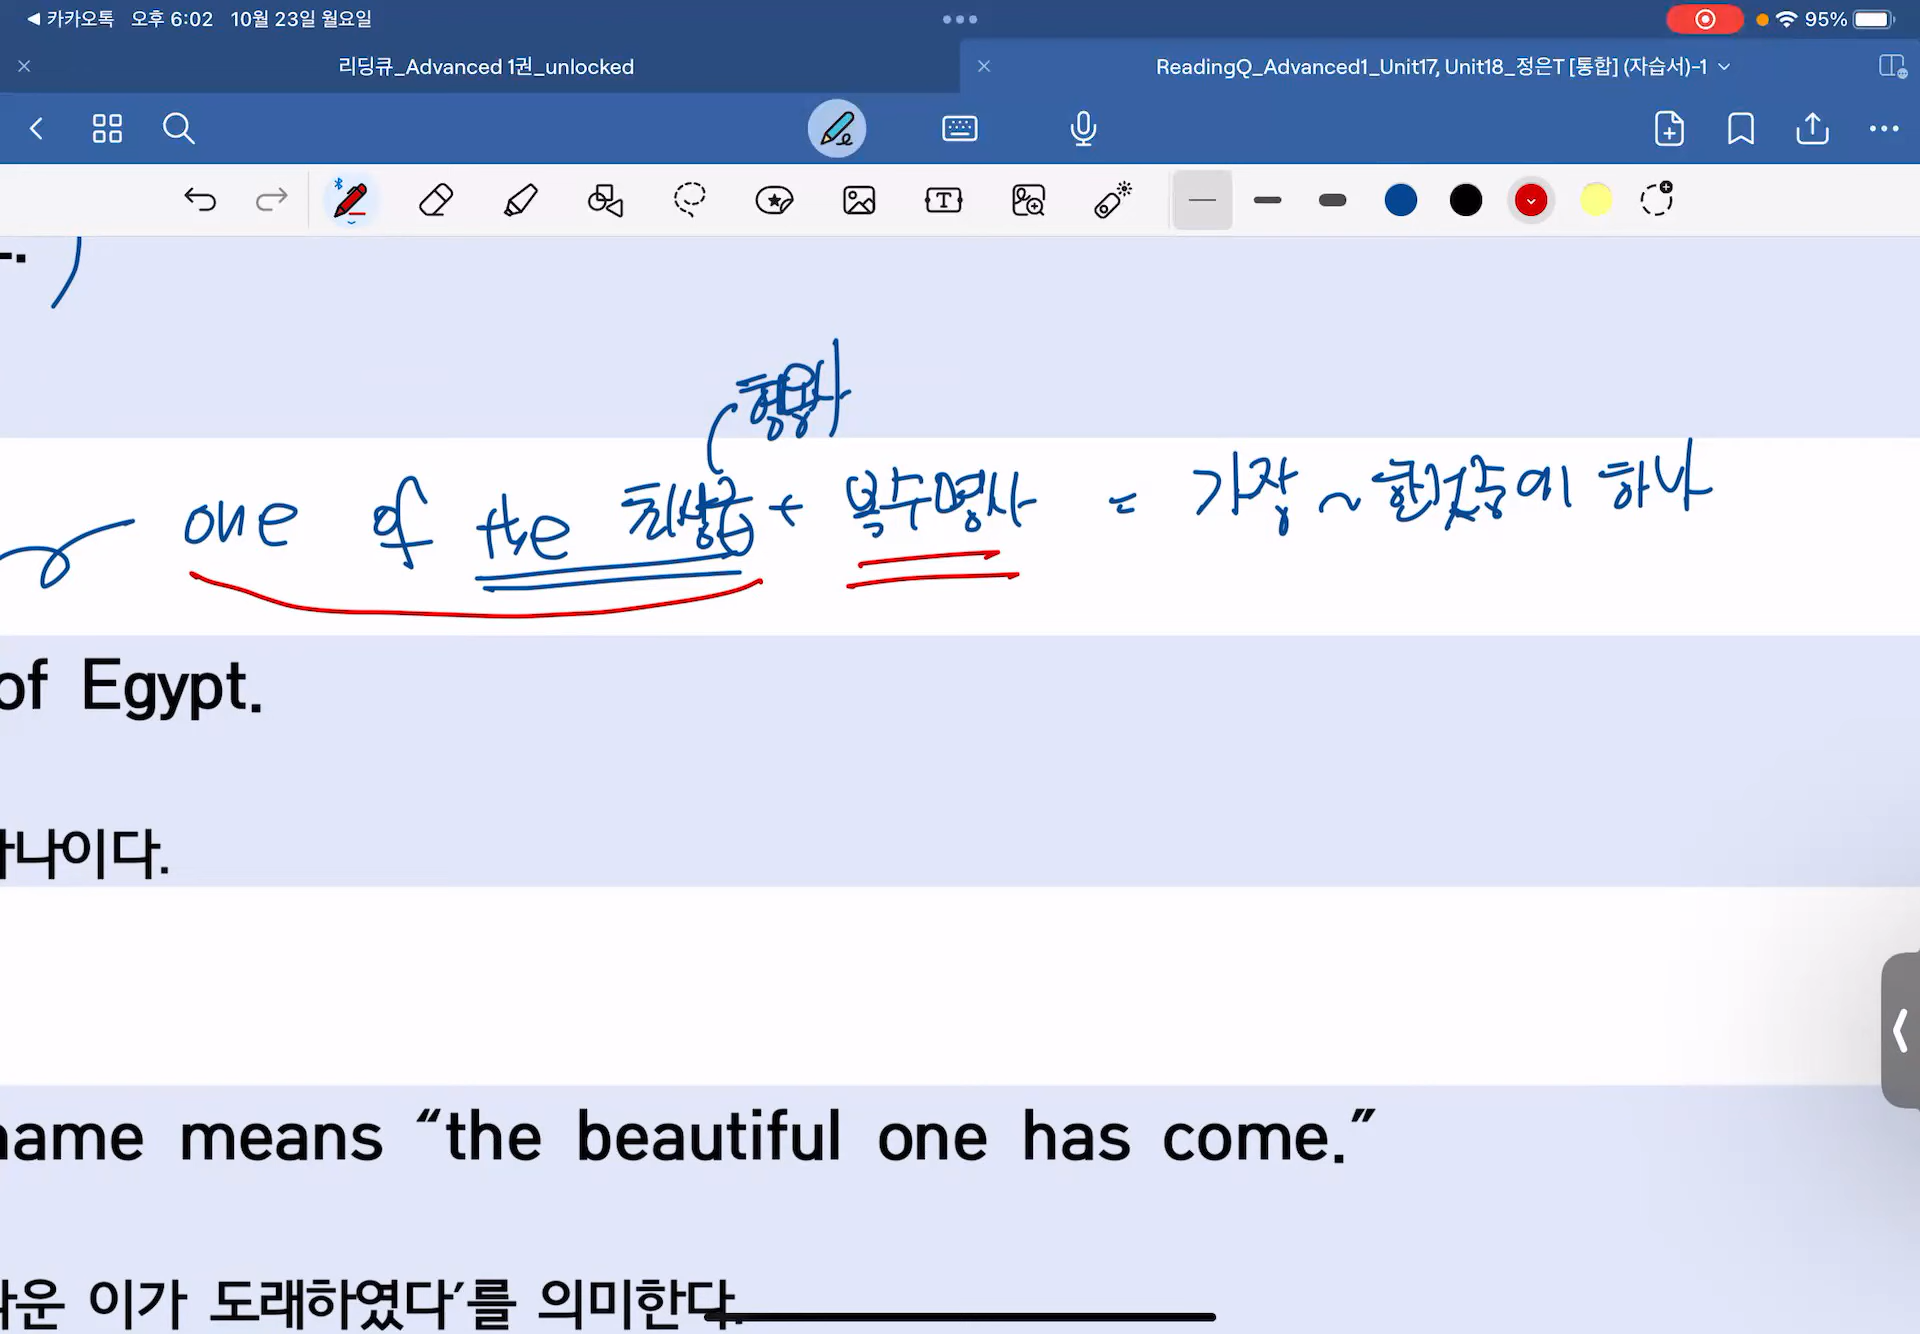 ◀ 카카오톡 오후 6:02 10월 23일 월요일 95%
리딩큐_Advanced 1권_unlocked
ReadingQ_Advanced1_Unit17, Unit18_정은T [통합] (자습서)-1
형용사
one of the 최상급 + 복수명사 = 가장 ~ 한것중에 하나
of Egypt.
나이다.
name means “the beautiful one has come.”
운 이가 도래하였다’를 의미한다.